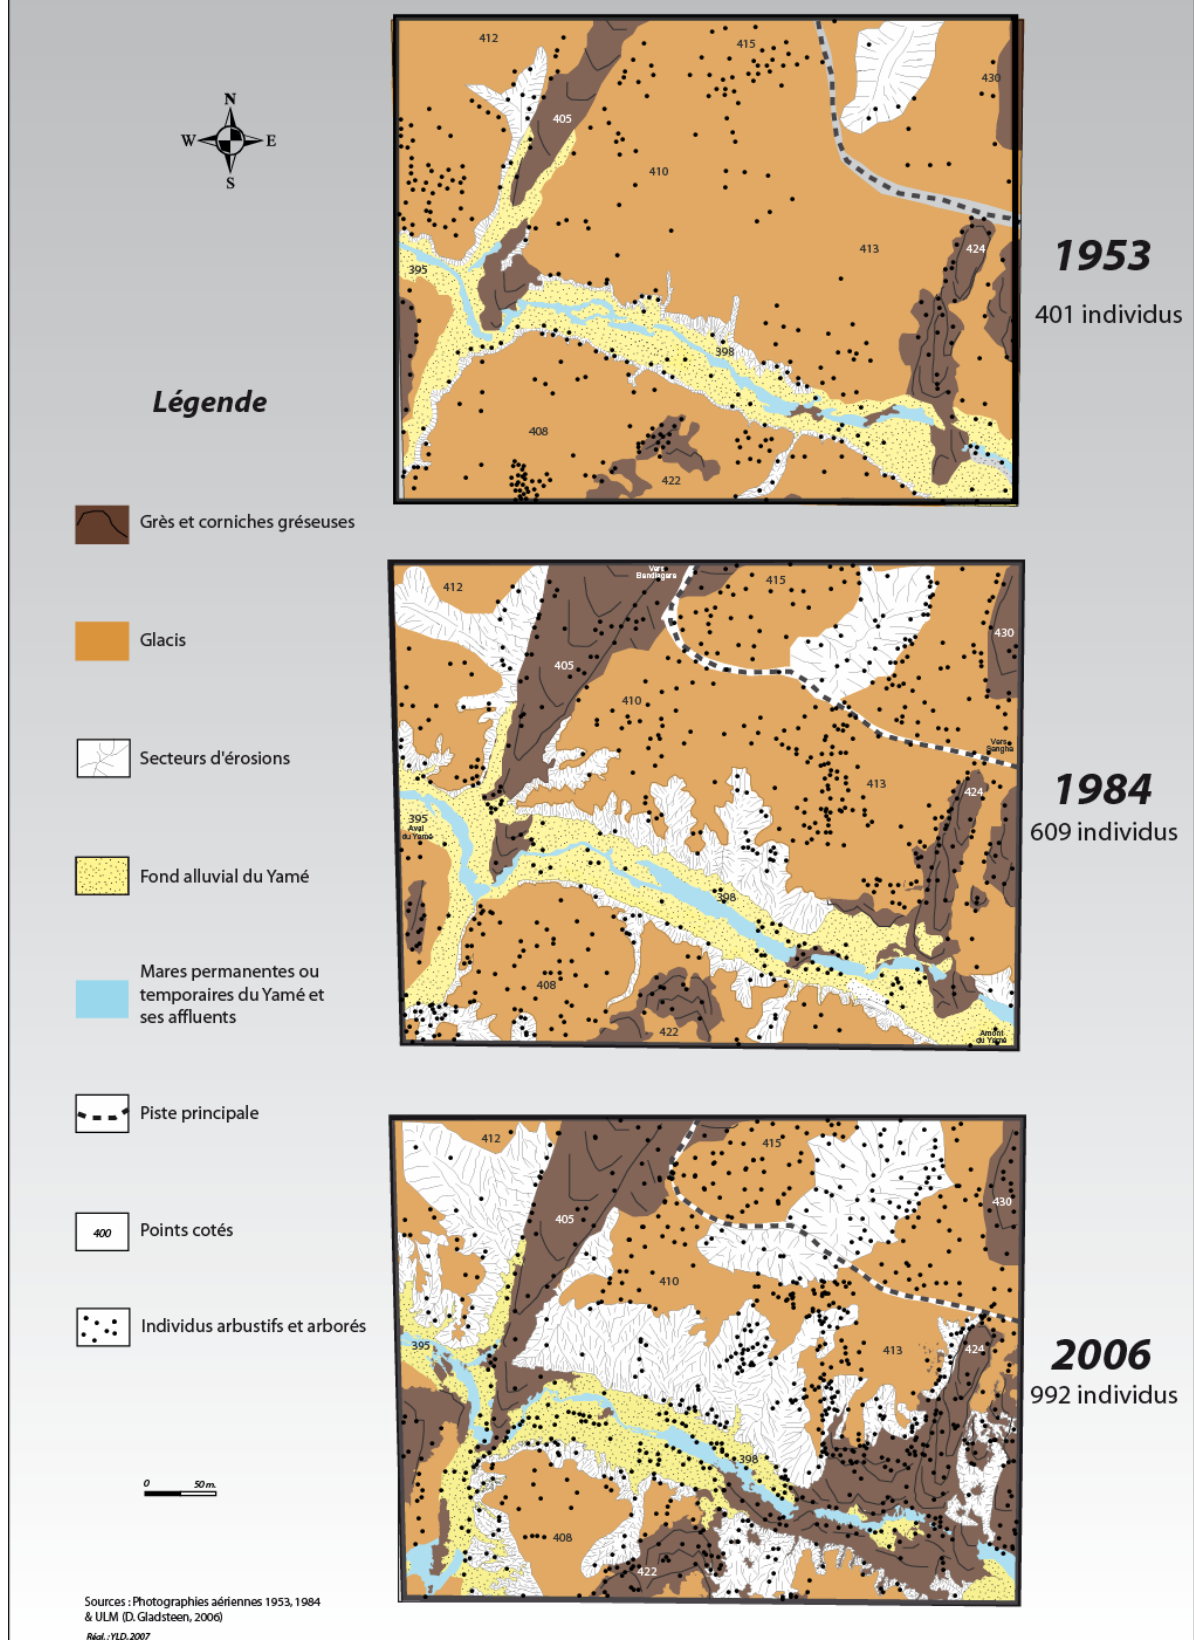 N
W E
S
412
415
430
405
410
413
424
395
398
408
422
1953
401 individus
Légende
Grès et corniches gréseuses
Glacis
Secteurs d'érosions
Fond alluvial du Yamé
Mares permanentes ou
temporaires du Yamé et
ses affluents
Piste principale
400 Points cotés
Individus arbustifs et arborés
0 50 m.
Sources : Photographies aériennes 1953, 1984
& ULM (D. Gladsteen, 2006)
Réal. : YLD, 2007
Vers
Bandiagara
412
415
430
405
410
Vers
Sangha
413
424
395
Aval
du Yamé
398
408
422
Amont
du Yamé
1984
609 individus
412
415
430
405
410
395
413
424
398
408
422
2006
992 individus